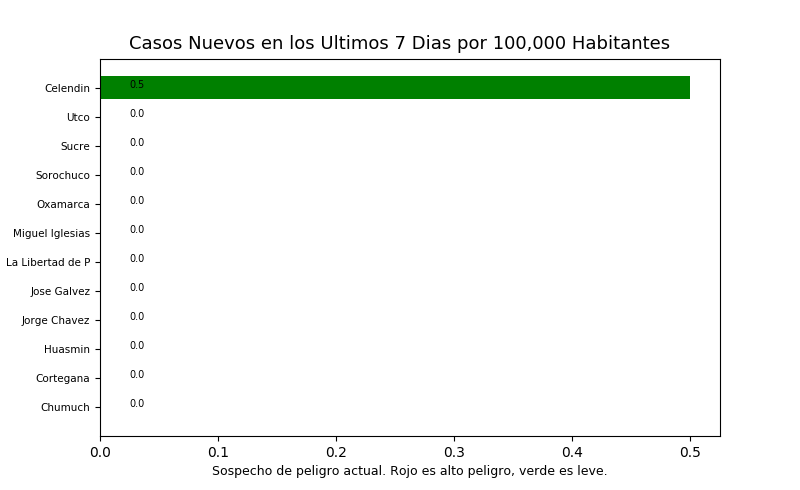 Casos Nuevos en los Ultimos 7 Dias por 100,000 Habitantes
Celendin 0.5
Utco 0.0
Sucre 0.0
Sorochuco 0.0
Oxamarca 0.0
Miguel Iglesias 0.0
La Libertad de P 0.0
Jose Galvez 0.0
Jorge Chavez 0.0
Huasmin 0.0
Cortegana 0.0
Chumuch 0.0
0.0 0.1 0.2 0.3 0.4 0.5
Sospecho de peligro actual. Rojo es alto peligro, verde es leve.